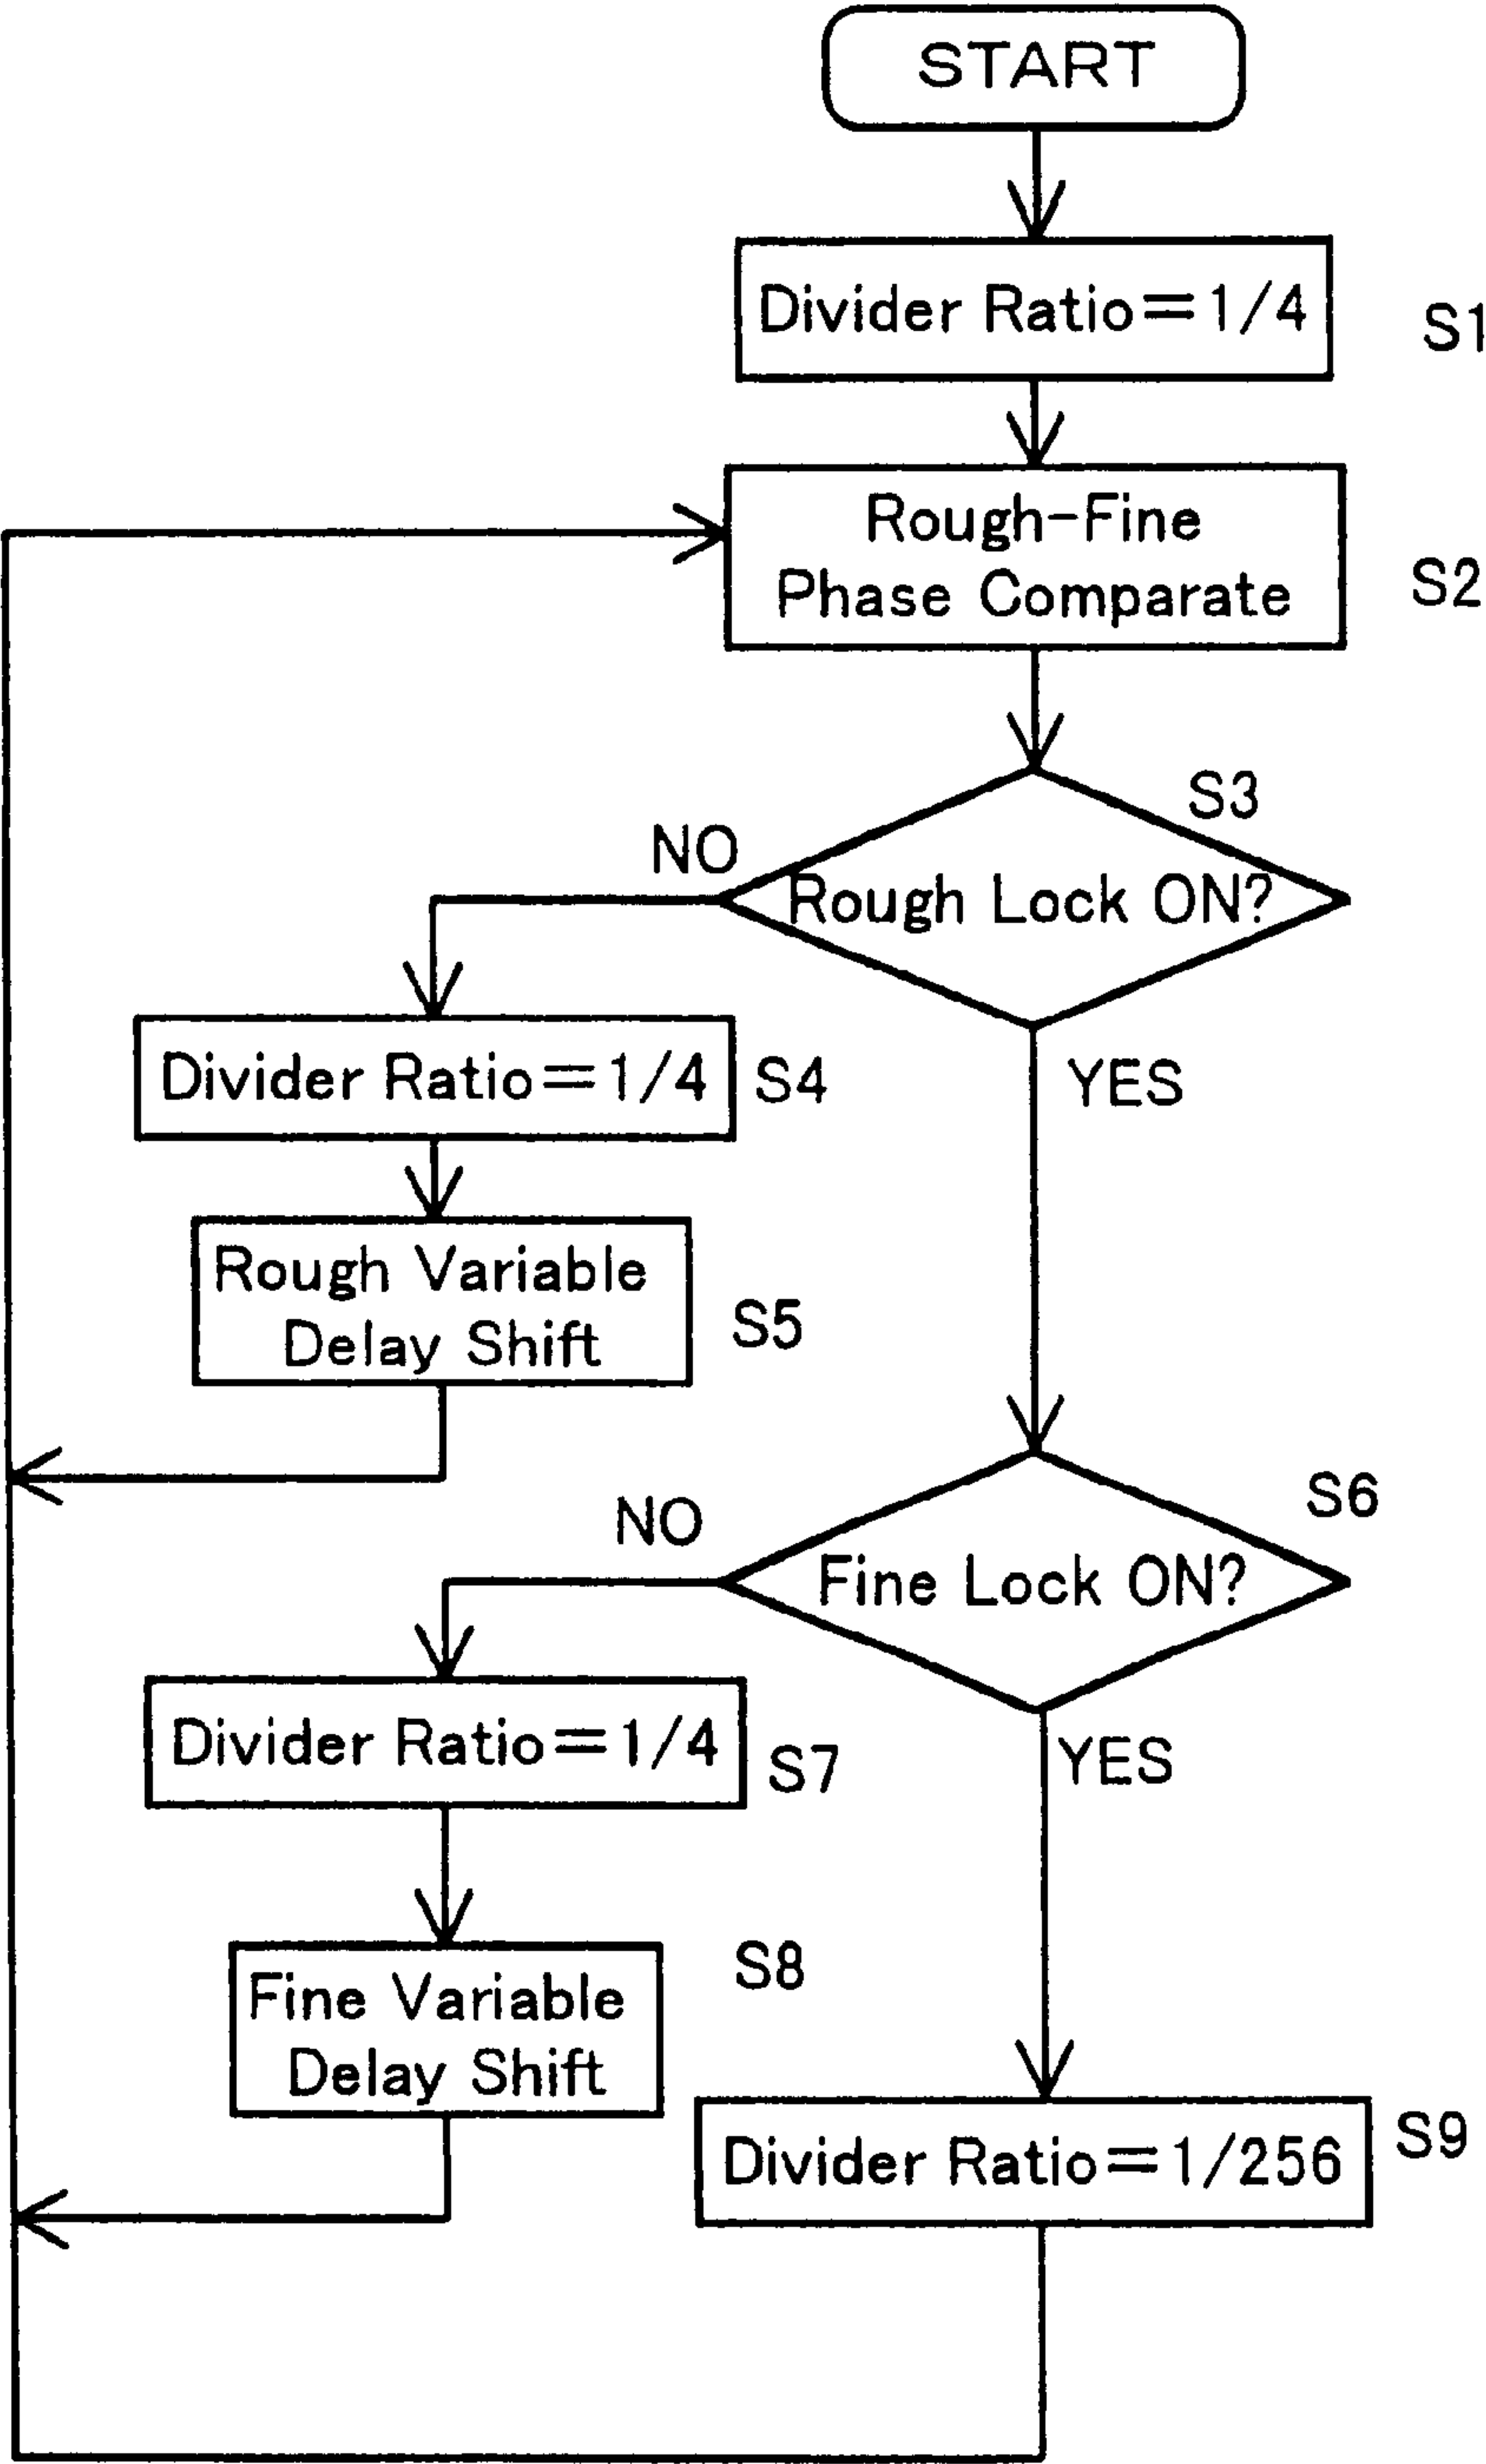 START
Divider Ratio=1/4
S1
Rough-Fine
Phase Comparate
S2
S3
NO
Rough Lock ON?
YES
Divider Ratio=1/4
S4
Rough Variable
Delay Shift
S5
S6
NO
Fine Lock ON?
YES
Divider Ratio=1/4
S7
Fine Variable
Delay Shift
S8
Divider Ratio=1/256
S9